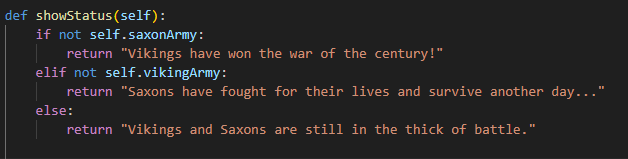 def showStatus(self):
    if not self.saxonArmy:
        return "Vikings have won the war of the century!"
    elif not self.vikingArmy:
        return "Saxons have fought for their lives and survive another day..."
    else:
        return "Vikings and Saxons are still in the thick of battle."